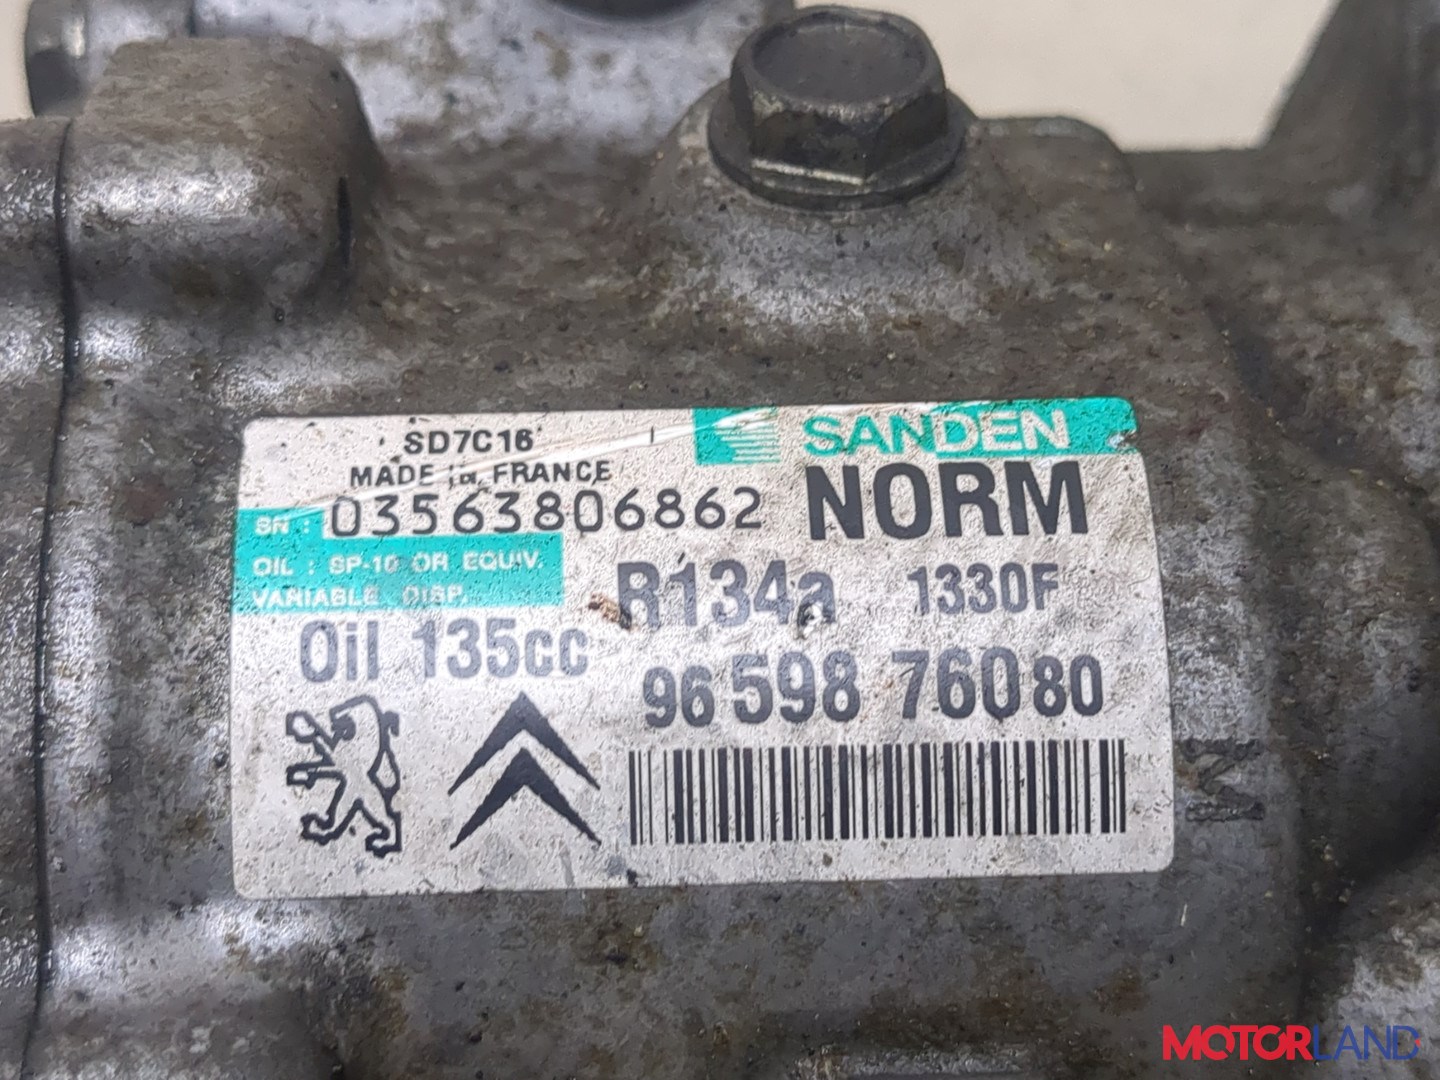 SD7C16
MADE in FRANCE
SANDEN
SN : 03563806862
NORM
OIL : SP-10 OR EQUIV.
VARIABLE DISP.
R134a 1330F
Oil 135cc
96 598 760 80
MOTORLAND